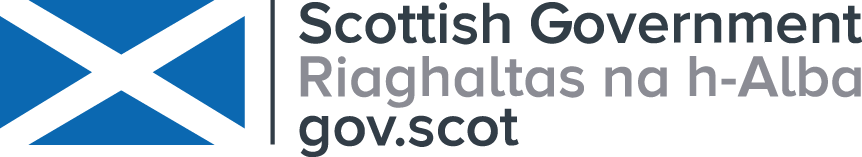 Scottish Government
Riaghaltas na h-Alba
gov.scot